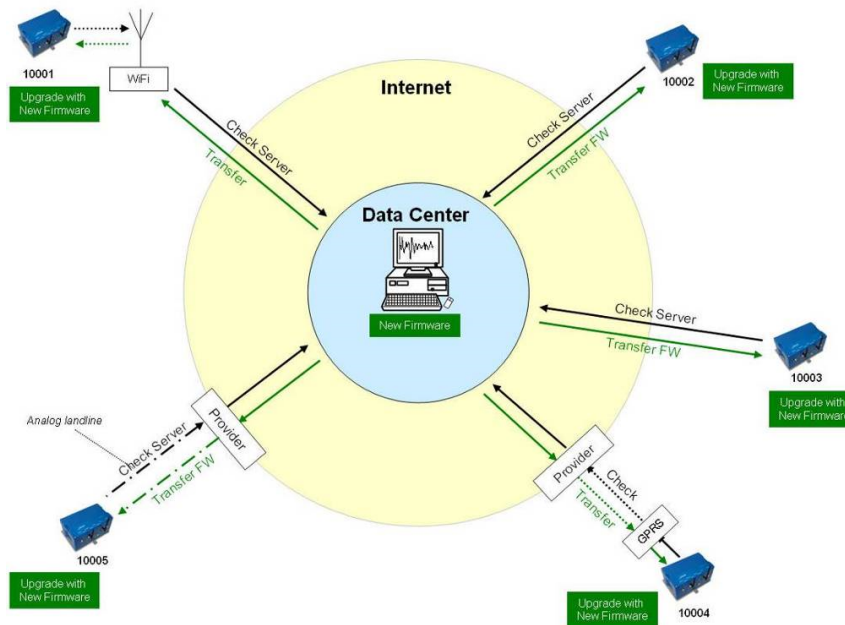 10001
Upgrade with
New Firmware
WiFi
Internet
10002
Upgrade with
New Firmware
Check Server
Transfer
Check Server
Transfer FW
Data Center
New Firmware
Check Server
Transfer FW
10003
Upgrade with
New Firmware
Analog landline
Check Server
Transfer FW
Provider
10005
Upgrade with
New Firmware
Provider
Check
Transfer
GPRS
10004
Upgrade with
New Firmware